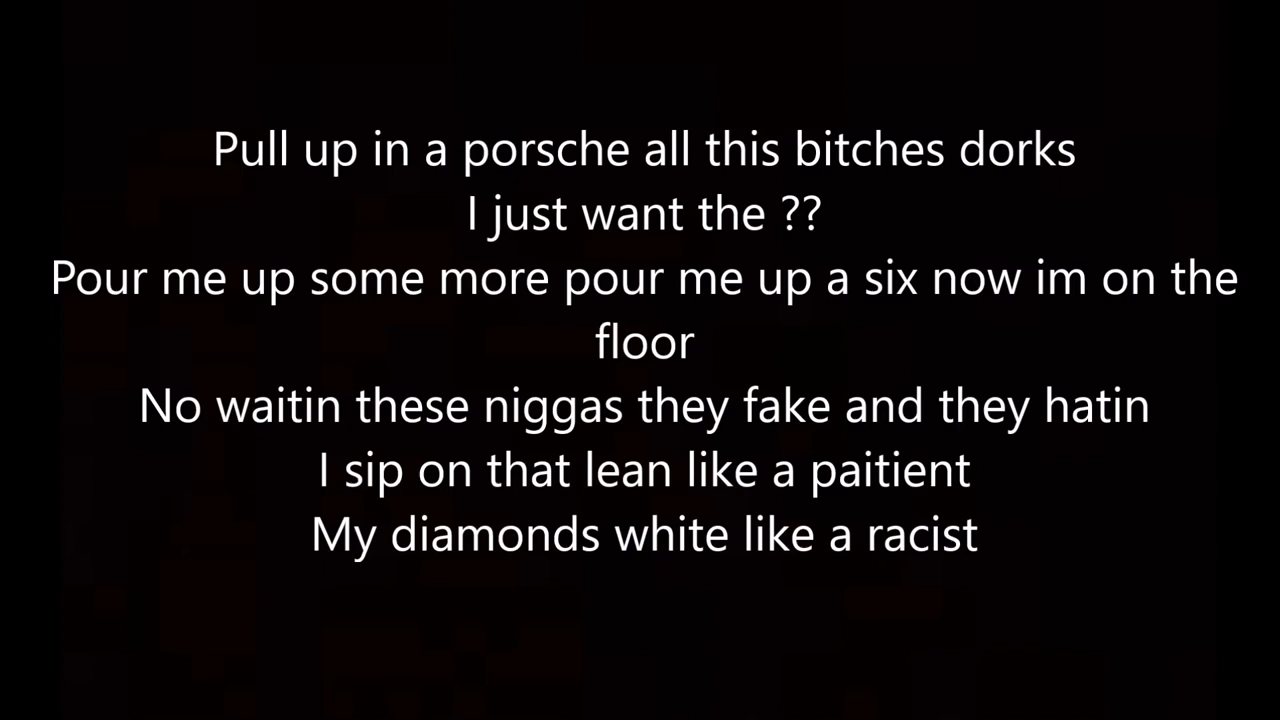 Pull up in a porsche all this bitches dorks
I just want the ??
Pour me up some more pour me up a six now im on the
floor
No waitin these niggas they fake and they hatin
I sip on that lean like a paitient
My diamonds white like a racist